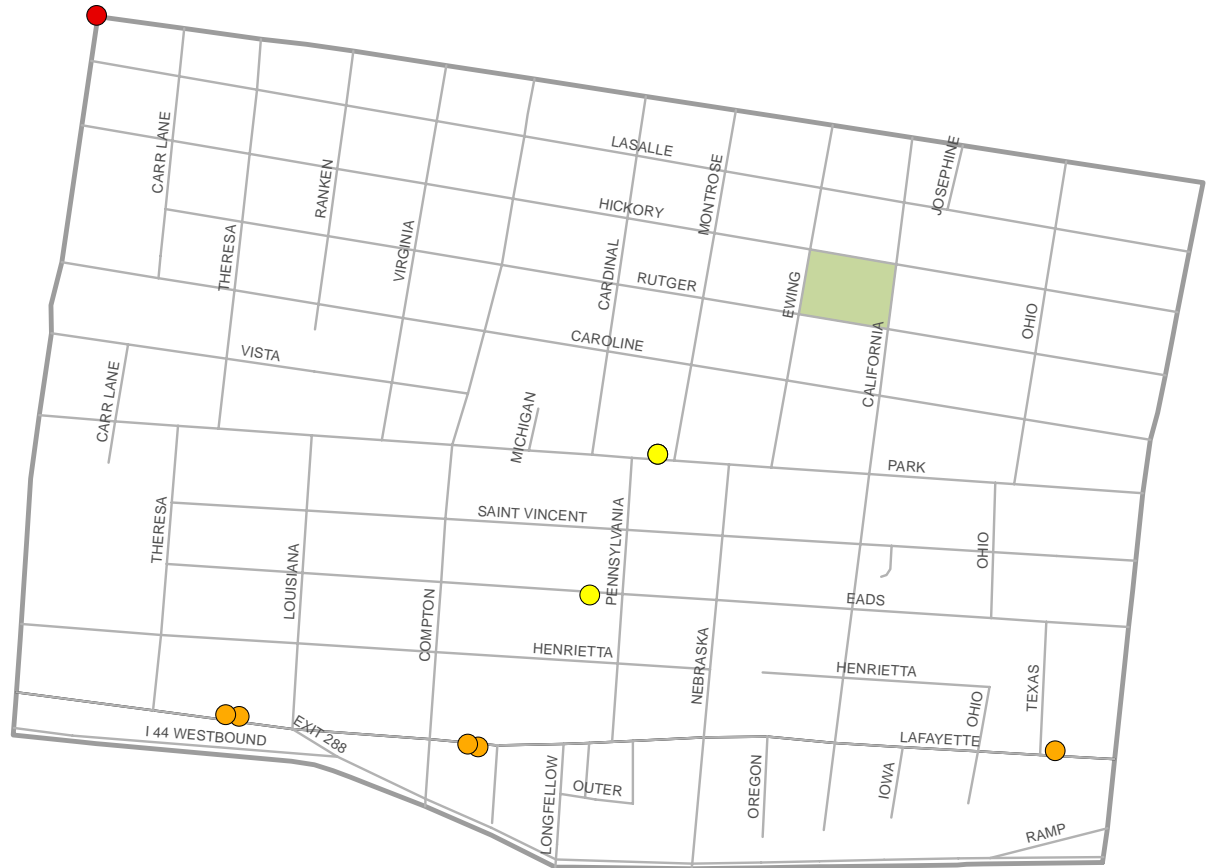 JOSEPHINE
LASALLE
CARR LANE
RANKEN
MONTROSE
HICKORY
THERESA
VIRGINIA
CARDINAL
RUTGER
EWING
OHIO
CAROLINE
CALIFORNIA
VISTA
CARR LANE
MICHIGAN
PARK
SAINT VINCENT
THERESA
PENNSYLVANIA
OHIO
LOUISIANA
EADS
COMPTON
HENRIETTA
NEBRASKA
HENRIETTA
TEXAS
OHIO
I 44 WESTBOUND
EXIT 288
LAFAYETTE
LONGFELLOW
OUTER
OREGON
IOWA
RAMP